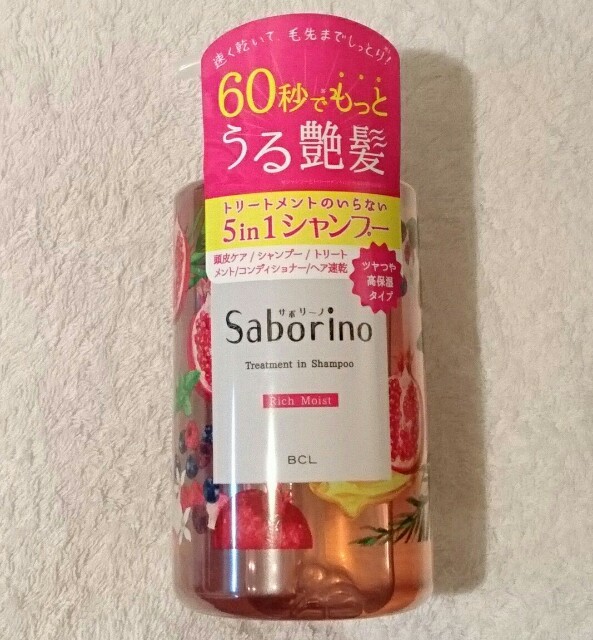 速く乾いて、毛先までしっとり!
60秒でもっと
うる艶髪
トリートメントのいらない
5in1シャンプー
頭皮ケア/シャンプー/トリート
メント/コンディショナー/ヘア速乾
ツヤつや
高保湿
タイプ
サボリーノ
Saborino
Treatment in Shampoo
Rich Moist
BCL